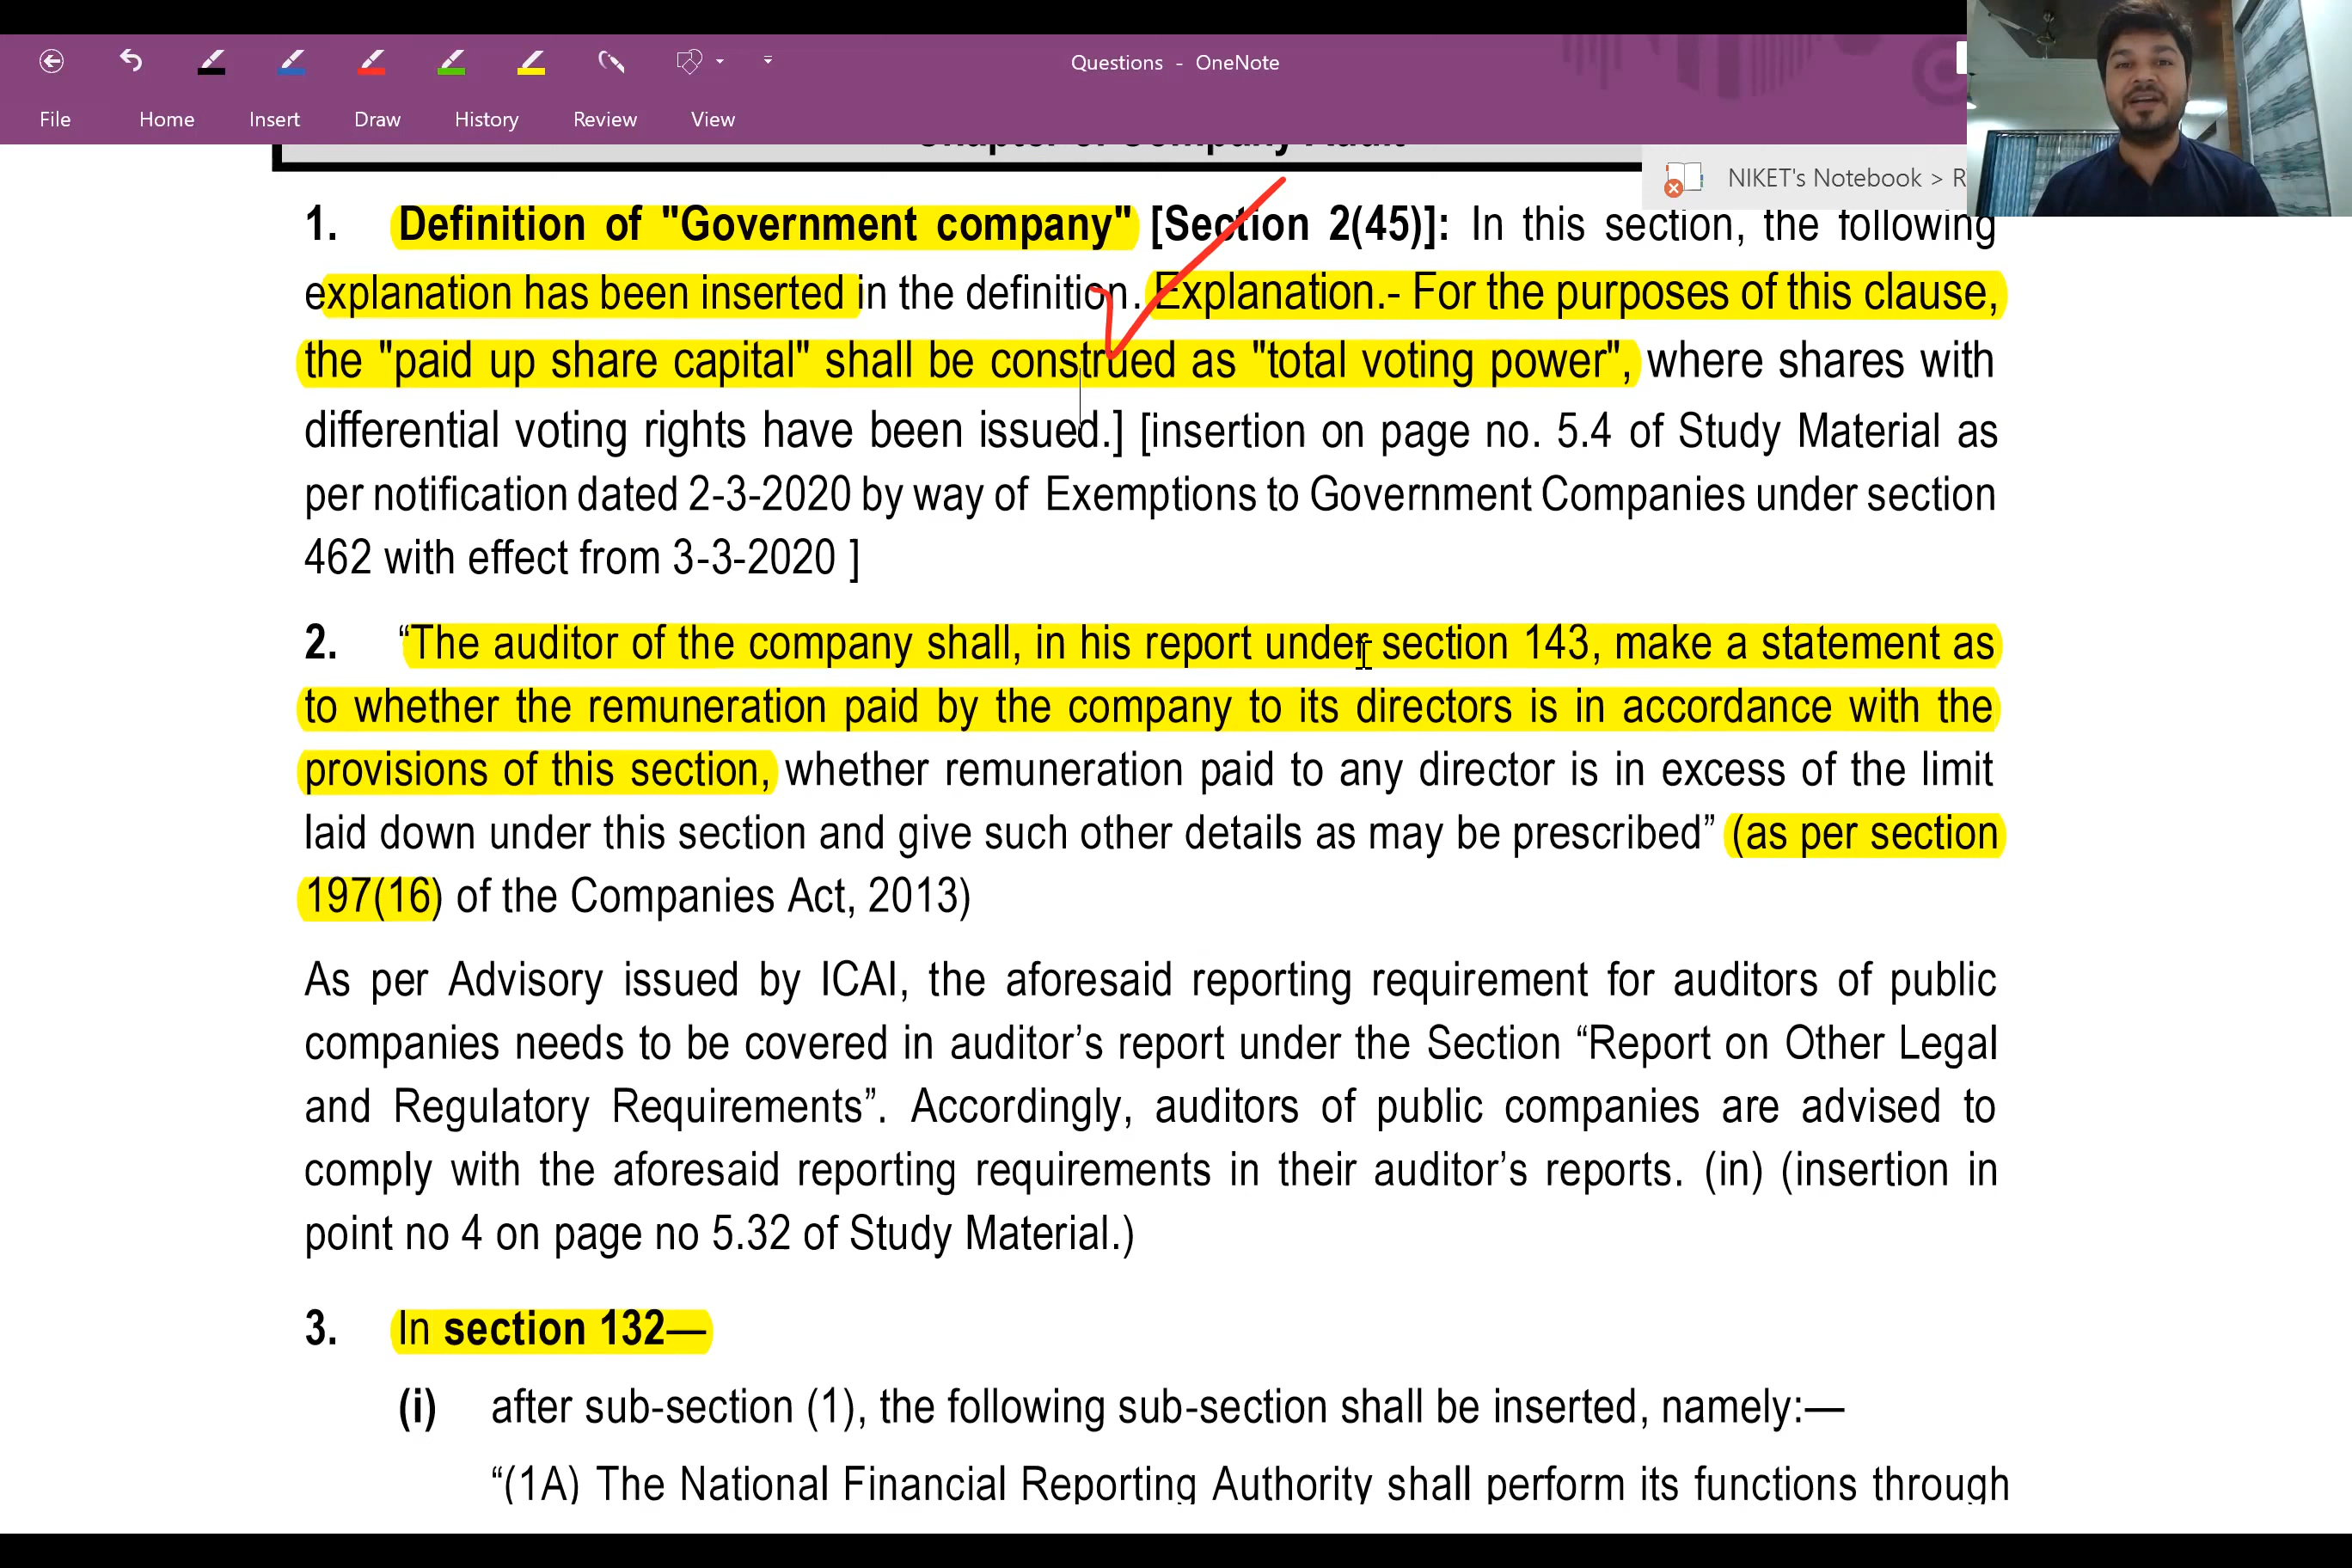 Questions - OneNote
File Home Insert Draw History Review View
NIKET's Notebook > R
1. Definition of "Government company" [Section 2(45)]: In this section, the following
explanation has been inserted in the definition. Explanation.- For the purposes of this clause,
the "paid up share capital" shall be construed as "total voting power", where shares with
differential voting rights have been issued.] [insertion on page no. 5.4 of Study Material as
per notification dated 2-3-2020 by way of Exemptions to Government Companies under section
462 with effect from 3-3-2020 ]
2. “The auditor of the company shall, in his report under section 143, make a statement as
to whether the remuneration paid by the company to its directors is in accordance with the
provisions of this section, whether remuneration paid to any director is in excess of the limit
laid down under this section and give such other details as may be prescribed” (as per section
197(16) of the Companies Act, 2013)
As per Advisory issued by ICAI, the aforesaid reporting requirement for auditors of public
companies needs to be covered in auditor’s report under the Section “Report on Other Legal
and Regulatory Requirements”. Accordingly, auditors of public companies are advised to
comply with the aforesaid reporting requirements in their auditor’s reports. (in) (insertion in
point no 4 on page no 5.32 of Study Material.)
3. In section 132—
(i) after sub-section (1), the following sub-section shall be inserted, namely:—
“(1A) The National Financial Reporting Authority shall perform its functions through